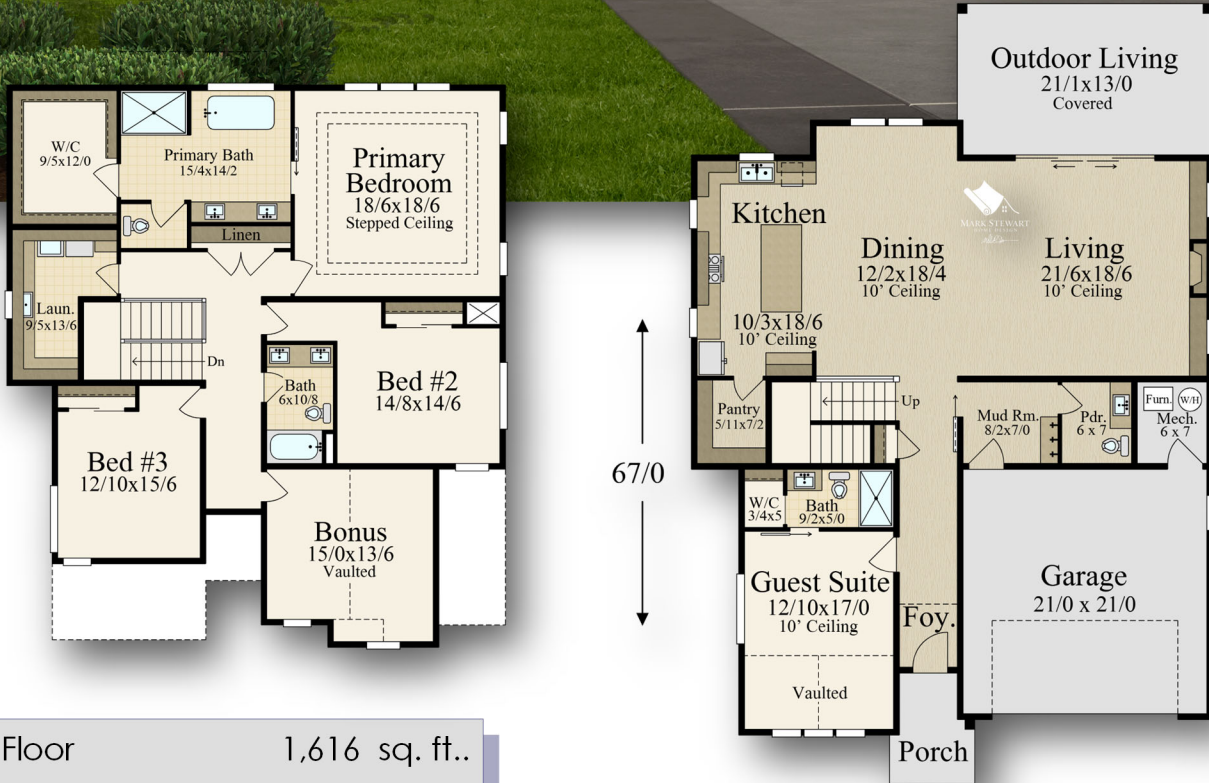 W/C
9/5x12/0
Primary Bath
15/4x14/2
Primary
Bedroom
18/6x18/6
Stepped Ceiling
Linen
Laun.
9/5x13/6
Dn
Bath
6x10/8
Bed #2
14/8x14/6
Bed #3
12/10x15/6
Bonus
15/0x13/6
Vaulted
Floor 1,616 sq. ft..
67/0
Outdoor Living
21/1x13/0
Covered
Kitchen
10/3x18/6
10' Ceiling
MARK STEWART
HOME DESIGN
Dining
12/2x18/4
10' Ceiling
Living
21/6x18/6
10' Ceiling
Pantry
5/11x7/2
Up
Mud Rm.
8/2x7/0
Pdr.
6 x 7
Furn.
W/H
Mech.
6 x 7
W/C
3/4x5
Bath
9/2x5/0
Guest Suite
12/10x17/0
10' Ceiling
Vaulted
Foy.
Garage
21/0 x 21/0
Porch